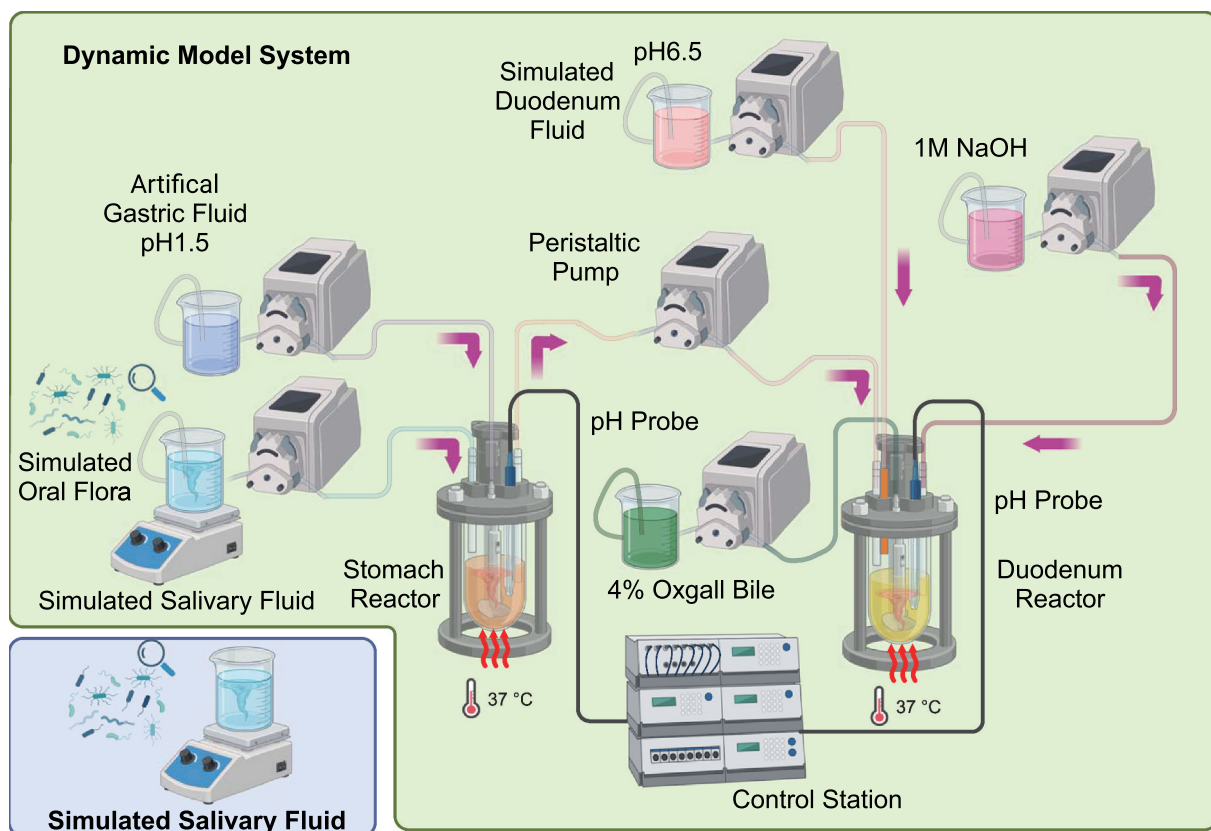 Dynamic Model System
pH6.5
Simulated
Duodenum
Fluid
1M NaOH
Artifical
Gastric Fluid
pH1.5
Peristaltic
Pump
pH Probe
Simulated
Oral Flora
pH Probe
Stomach
Reactor
4% Oxgall Bile
Duodenum
Reactor
Simulated Salivary Fluid
37 °C
37 °C
Control Station
Simulated Salivary Fluid